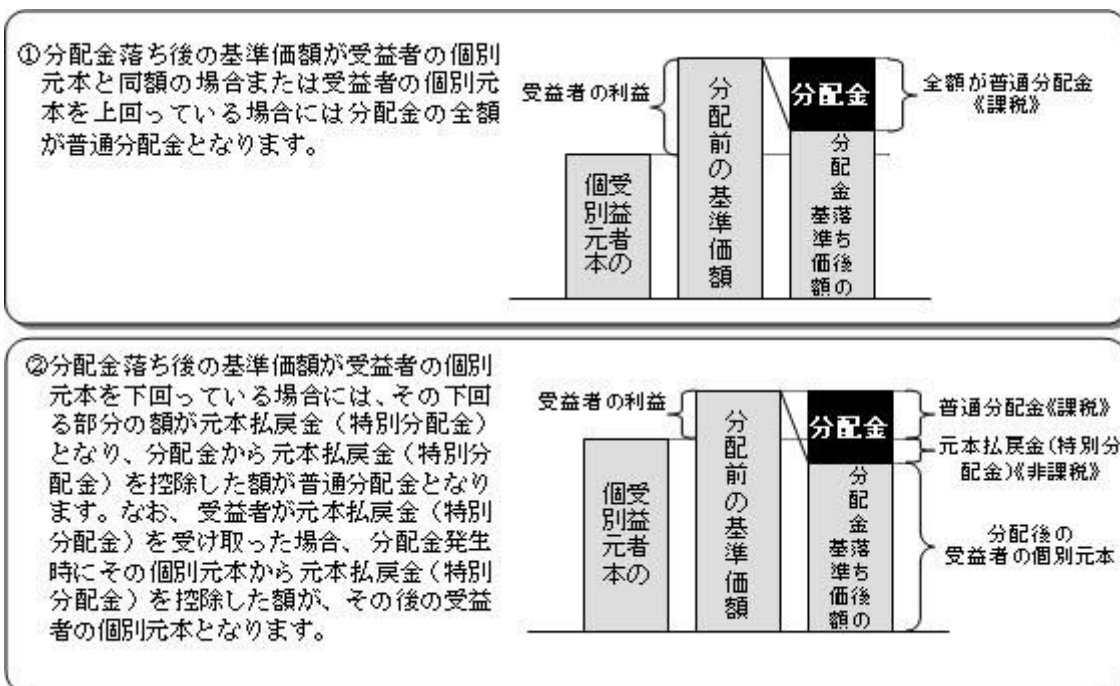 ①分配金落ち後の基準価額が受益者の個別
元本と同額の場合または受益者の個別元
本を上回っている場合には分配金の全額
が普通分配金となります。
受益者の利益
受益者の
個別元本
分配前の基準価額
分配金
分配金落ち後の
基準価額
全額が普通分配金
《課税》
②分配金落ち後の基準価額が受益者の個別
元本を下回っている場合には、その下回
る部分の額が元本払戻金（特別分配金）
となり、分配金から元本払戻金（特別分
配金）を控除した額が普通分配金となり
ます。なお、受益者が元本払戻金（特別
分配金）を受け取った場合、分配金発生
時にその個別元本から元本払戻金（特別
分配金）を控除した額が、その後の受益
者の個別元本となります。
受益者の利益
受益者の
個別元本
分配前の基準価額
分配金
分配金落ち後の
基準価額
普通分配金《課税》
元本払戻金(特別分
配金)《非課税》
分配後の
受益者の個別元本